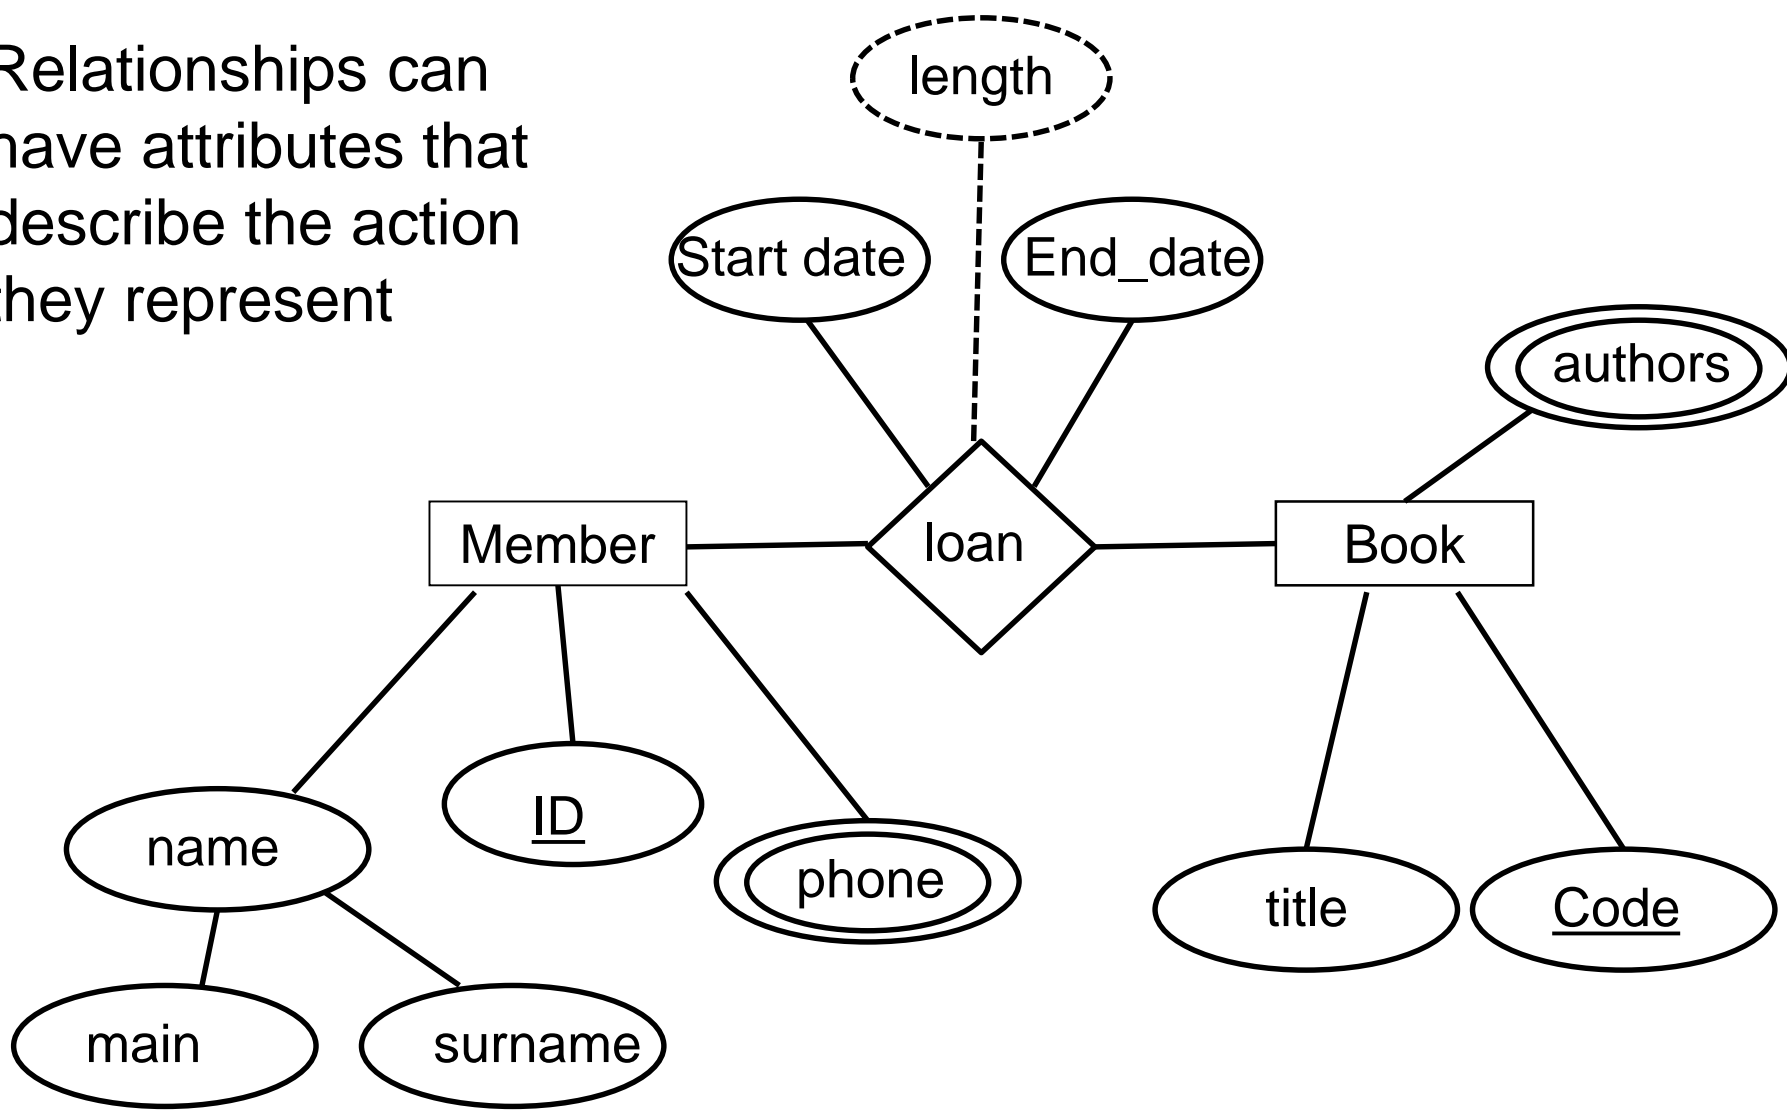 Relationships can
have attributes that
describe the action
they represent
length
Start date
End_date
authors
Member
loan
Book
name
ID
phone
title
Code
main
surname